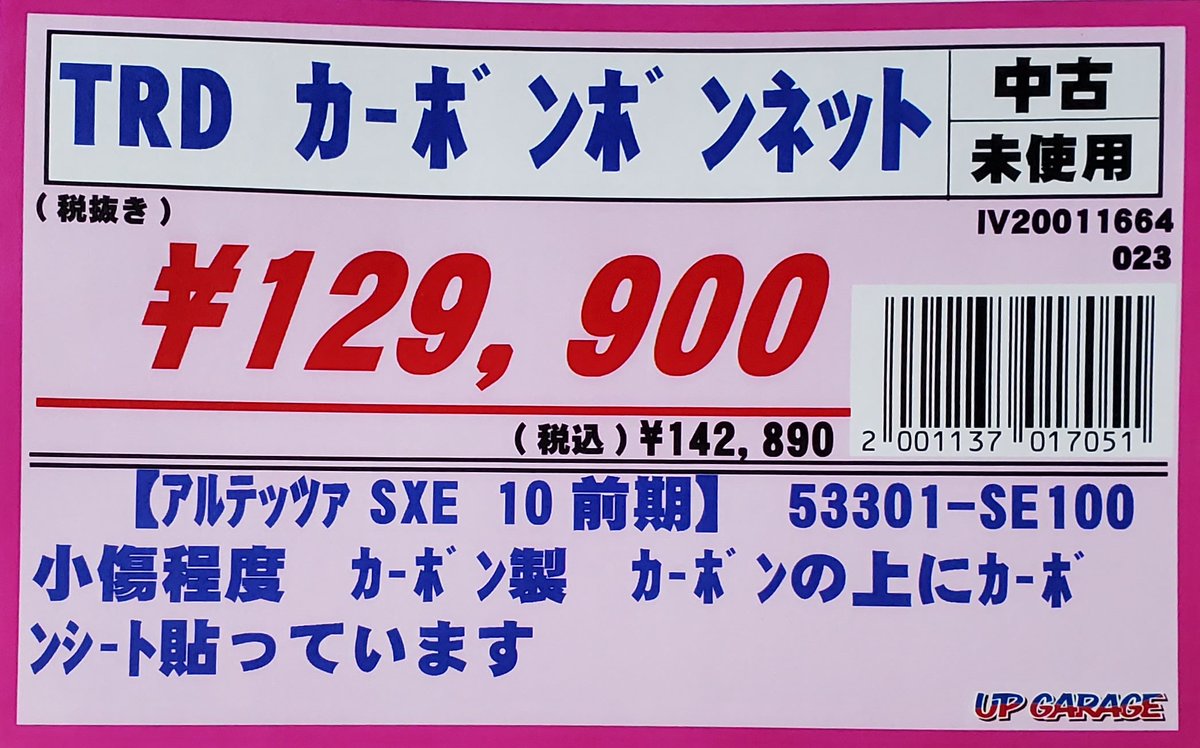 TRD カーボンボンネット
中古
未使用
(税抜き)
IV20011664
023
¥129,900
2 001137 017051
(税込)¥142,890
【アルテッツァ SXE 10 前期】 53301-SE100
小傷程度 カーボン製 カーボンの上にカーボ
ンシート貼っています
UP GARAGE